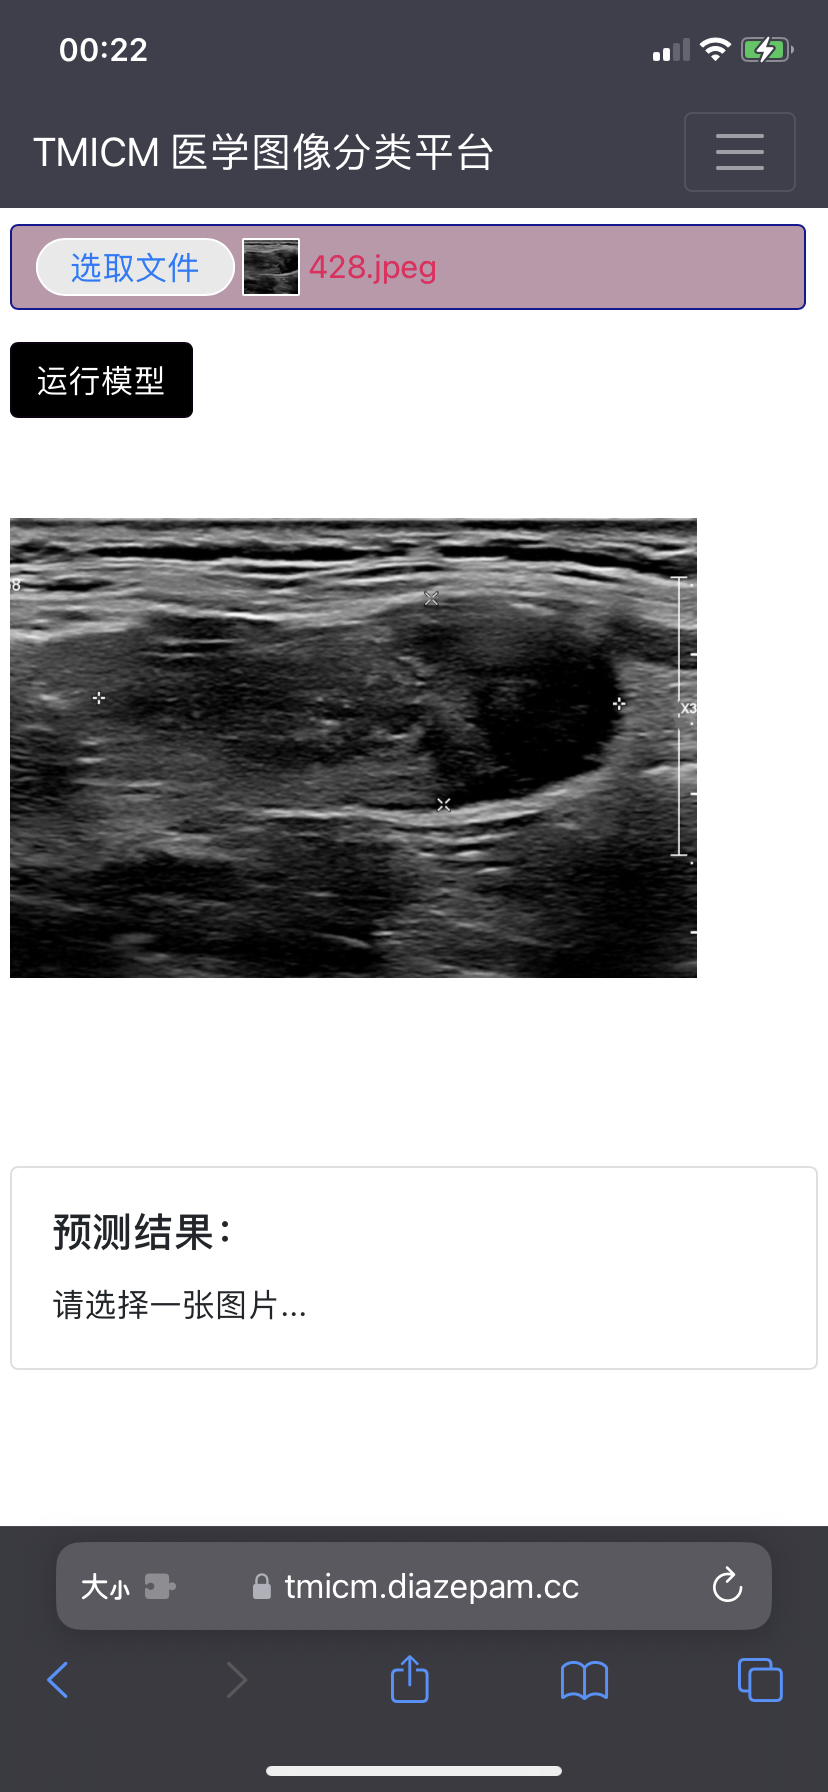 00:22
TMICM 医学图像分类平台
选取文件 428.jpeg
运行模型
X3
预测结果：
请选择一张图片...
大小 tmicm.diazepam.cc